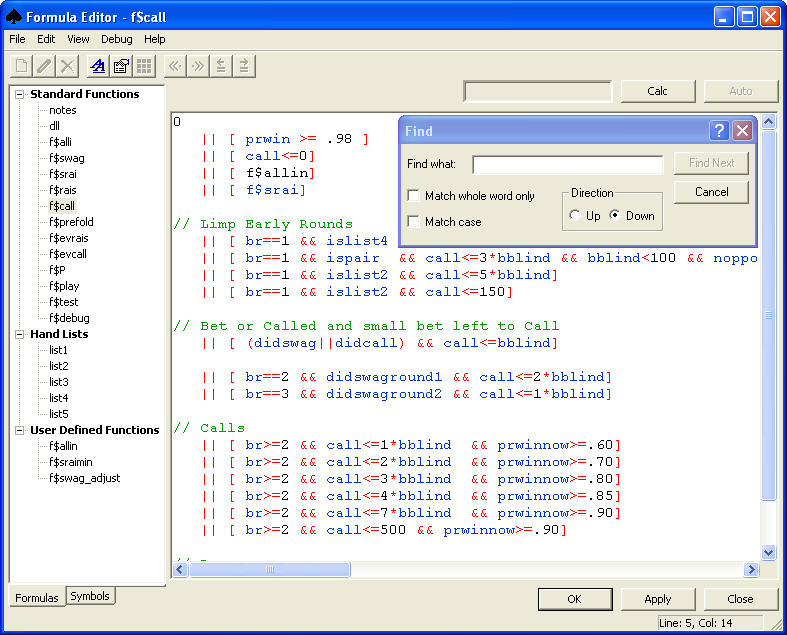 Formula Editor - f$call
File Edit View Debug Help
Calc Auto
Standard Functions
notes
dll
f$alli
f$swag
f$srai
f$rais
f$call
f$prefold
f$evrais
f$evcall
f$P
f$play
f$test
f$debug
Hand Lists
list1
list2
list3
list4
list5
User Defined Functions
f$allin
f$sraimin
f$swag_adjust
Formulas Symbols
0
|| [ prwin >= .98 ]
|| [ call<=0]
|| [ f$allin]
|| [ f$srai]
// Limp Early Rounds
|| [ br==1 && islist4
|| [ br==1 && ispair && call<=3*bblind && bblind<100 && noppo
|| [ br==1 && islist2 && call<=5*bblind]
|| [ br==1 && islist2 && call<=150]
// Bet or Called and small bet left to Call
|| [ (didswag||didcall) && call<=bblind]
|| [ br==2 && didswaground1 && call<=2*bblind]
|| [ br==3 && didswaground2 && call<=1*bblind]
// Calls
|| [ br>=2 && call<=1*bblind && prwinnow>=.60]
|| [ br>=2 && call<=2*bblind && prwinnow>=.70]
|| [ br>=2 && call<=3*bblind && prwinnow>=.80]
|| [ br>=2 && call<=4*bblind && prwinnow>=.85]
|| [ br>=2 && call<=7*bblind && prwinnow>=.90]
|| [ br>=2 && call<=500 && prwinnow>=.90]
Find
Find what:
Find Next
Match whole word only
Match case
Direction
Up Down
Cancel
OK Apply Close
Line: 5, Col: 14